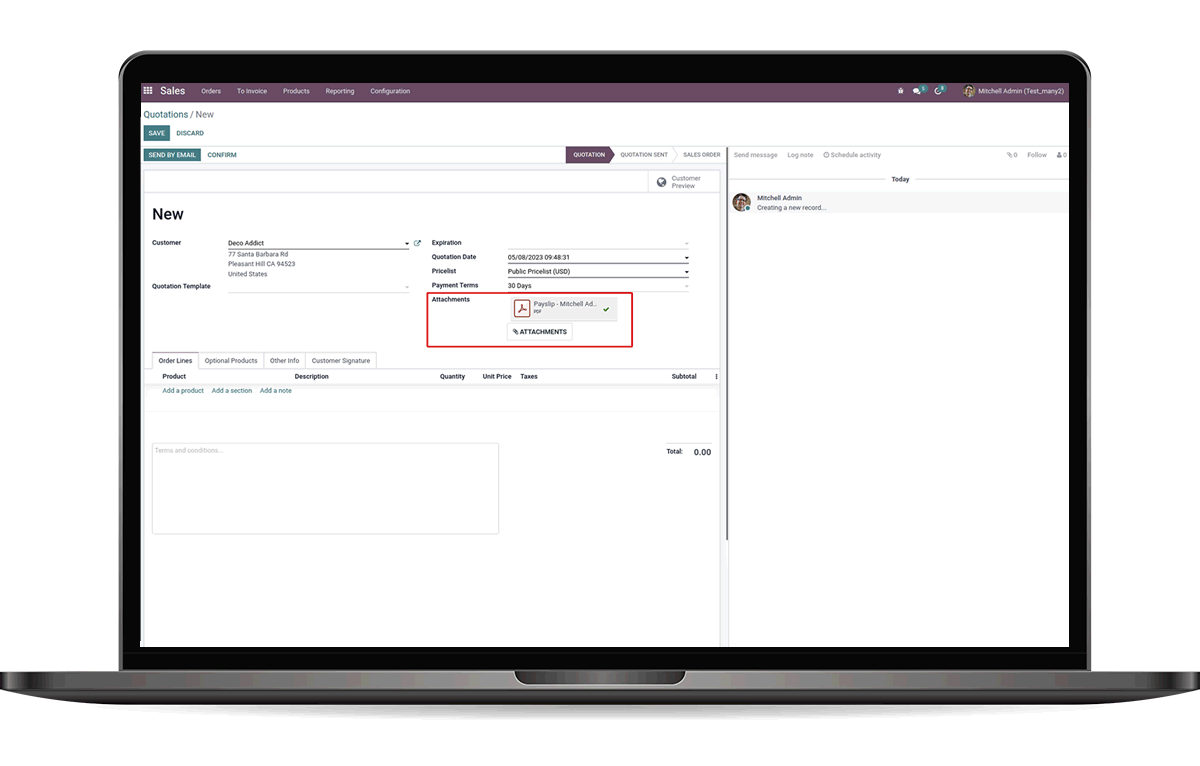 Sales Orders To Invoice Products Reporting Configuration 5 8 Mitchell Admin (Test_many2)
Quotations / New
SAVE DISCARD
SEND BY EMAIL CONFIRM QUOTATION QUOTATION SENT SALES ORDER Send message Log note Schedule activity 0 Follow 0
Customer
Preview
Today
Mitchell Admin
Creating a new record...
New
Customer Deco Addict
77 Santa Barbara Rd
Pleasant Hill CA 94523
United States
Quotation Template
Expiration
Quotation Date 05/08/2023 09:48:31
Pricelist Public Pricelist (USD)
Payment Terms 30 Days
Attachments Payslip - Mitchell Ad...
PDF
ATTACHMENTS
Order Lines Optional Products Other Info Customer Signature
Product Description Quantity Unit Price Taxes Subtotal
Add a product Add a section Add a note
Terms and conditions... Total: 0.00